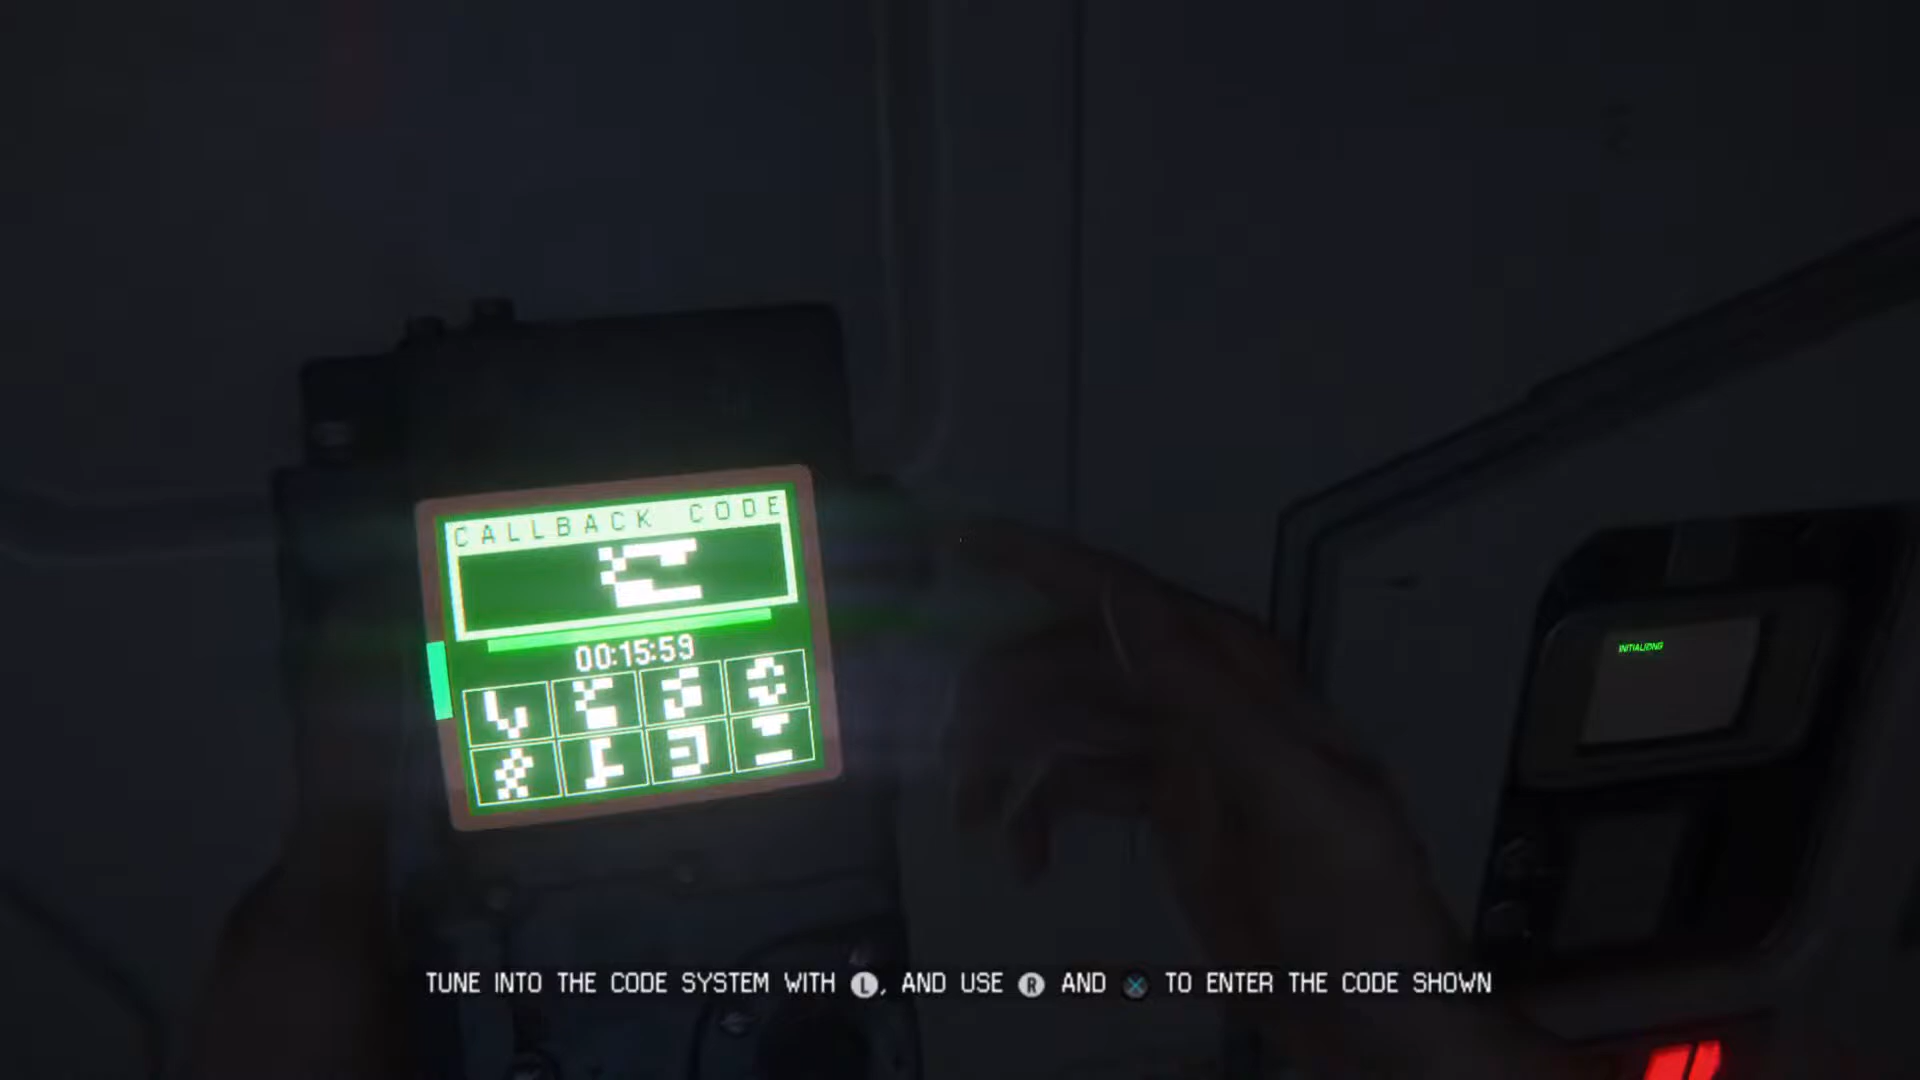 CALLBACK CODE
00:15:59
INITIALIZING
TUNE INTO THE CODE SYSTEM WITH L, AND USE R AND X TO ENTER THE CODE SHOWN